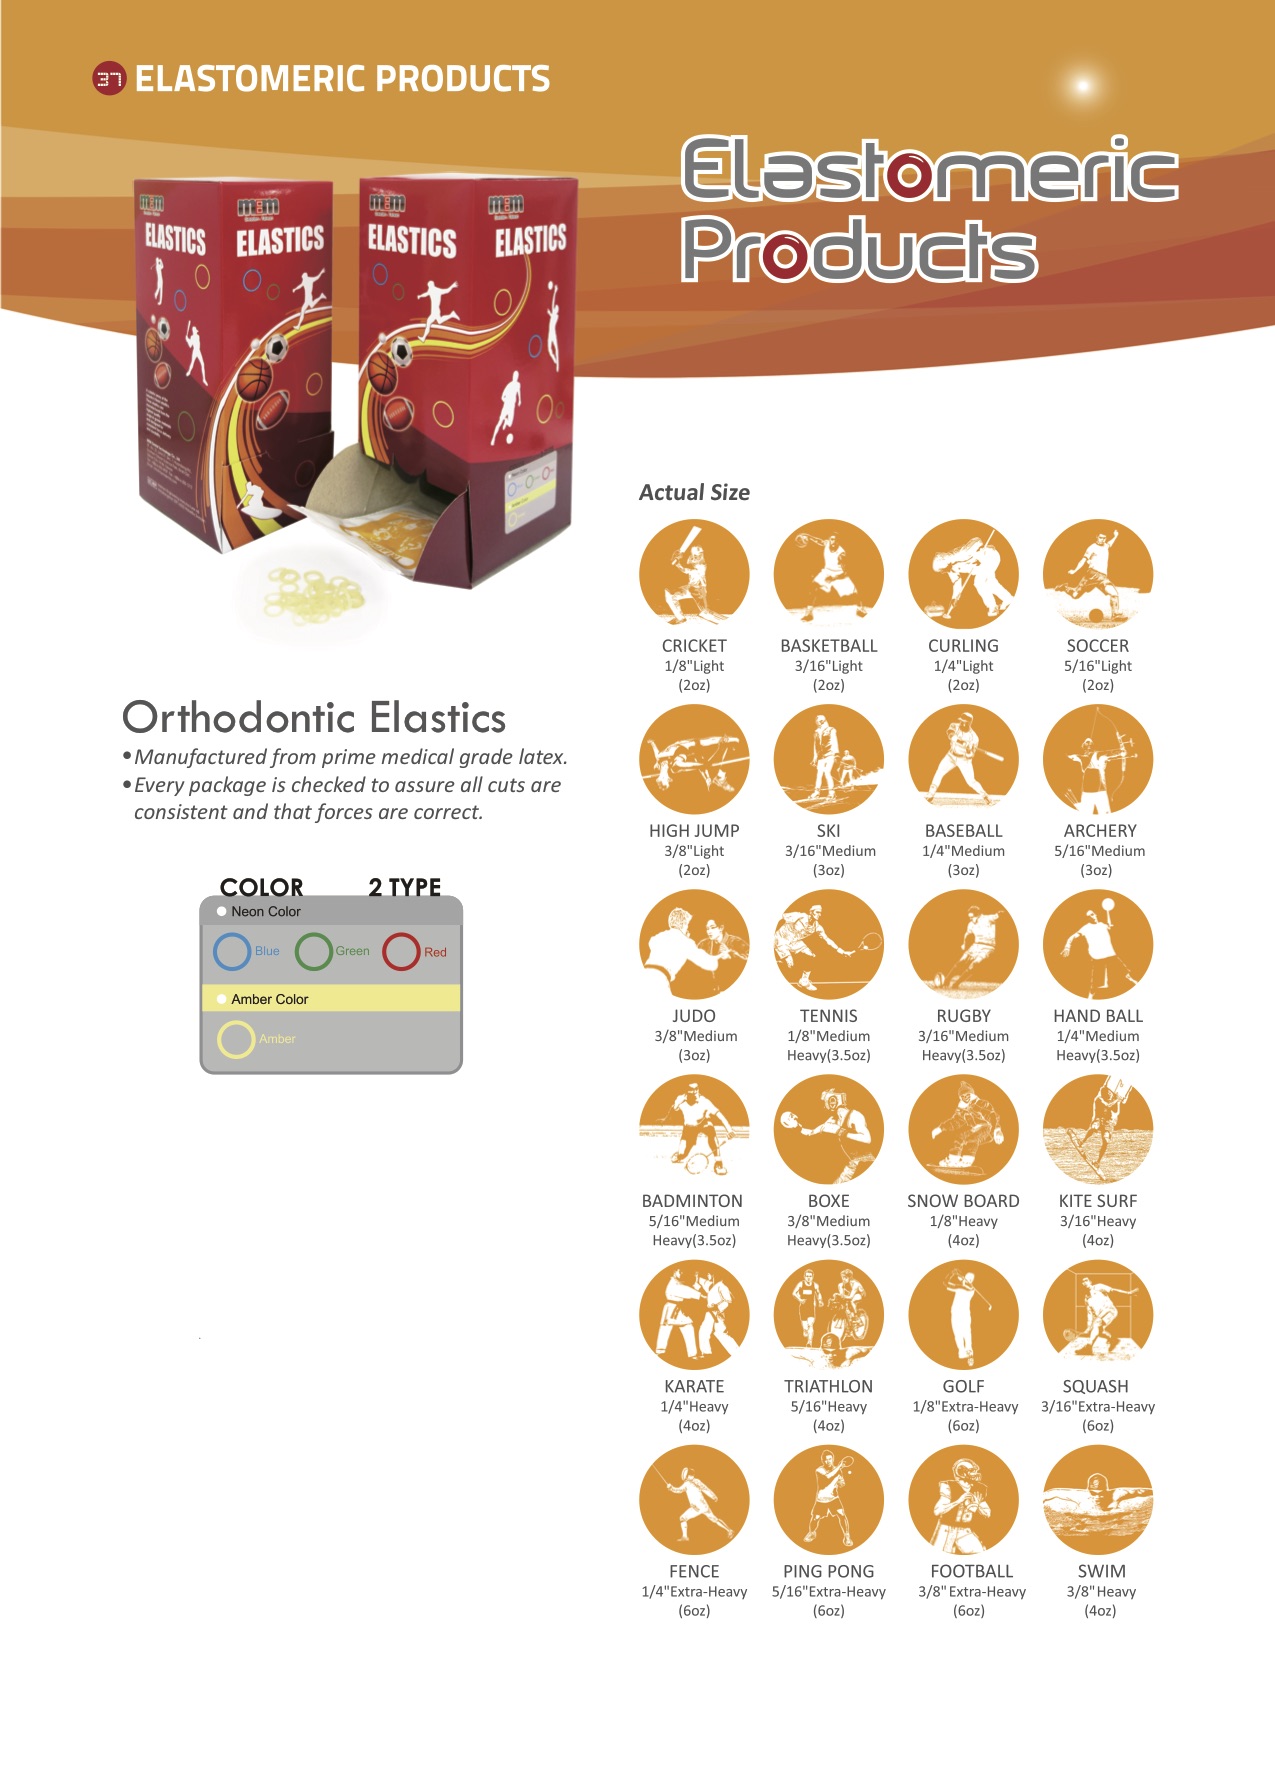 37 ELASTOMERIC PRODUCTS
Elastomeric
Products
ELASTICS
ELASTICS
ELASTICS
ELASTICS
Orthodontic Elastics
•Manufactured from prime medical grade latex.
•Every package is checked to assure all cuts are
consistent and that forces are correct.
COLOR 2 TYPE
Neon Color
Blue Green Red
Amber Color
Amber
Actual Size
CRICKET BASKETBALL CURLING SOCCER
1/8"Light 3/16"Light 1/4"Light 5/16"Light
(2oz) (2oz) (2oz) (2oz)
HIGH JUMP SKI BASEBALL ARCHERY
3/8"Light 3/16"Medium 1/4"Medium 5/16"Medium
(2oz) (3oz) (3oz) (3oz)
JUDO TENNIS RUGBY HAND BALL
3/8"Medium 1/8"Medium 3/16"Medium 1/4"Medium
(3oz) Heavy(3.5oz) Heavy(3.5oz) Heavy(3.5oz)
BADMINTON BOXE SNOW BOARD KITE SURF
5/16"Medium 3/8"Medium 1/8"Heavy 3/16"Heavy
Heavy(3.5oz) Heavy(3.5oz) (4oz) (4oz)
KARATE TRIATHLON GOLF SQUASH
1/4"Heavy 5/16"Heavy 1/8"Extra-Heavy 3/16"Extra-Heavy
(4oz) (4oz) (6oz) (6oz)
FENCE PING PONG FOOTBALL SWIM
1/4"Extra-Heavy 5/16"Extra-Heavy 3/8"Extra-Heavy 3/8"Heavy
(6oz) (6oz) (6oz) (4oz)